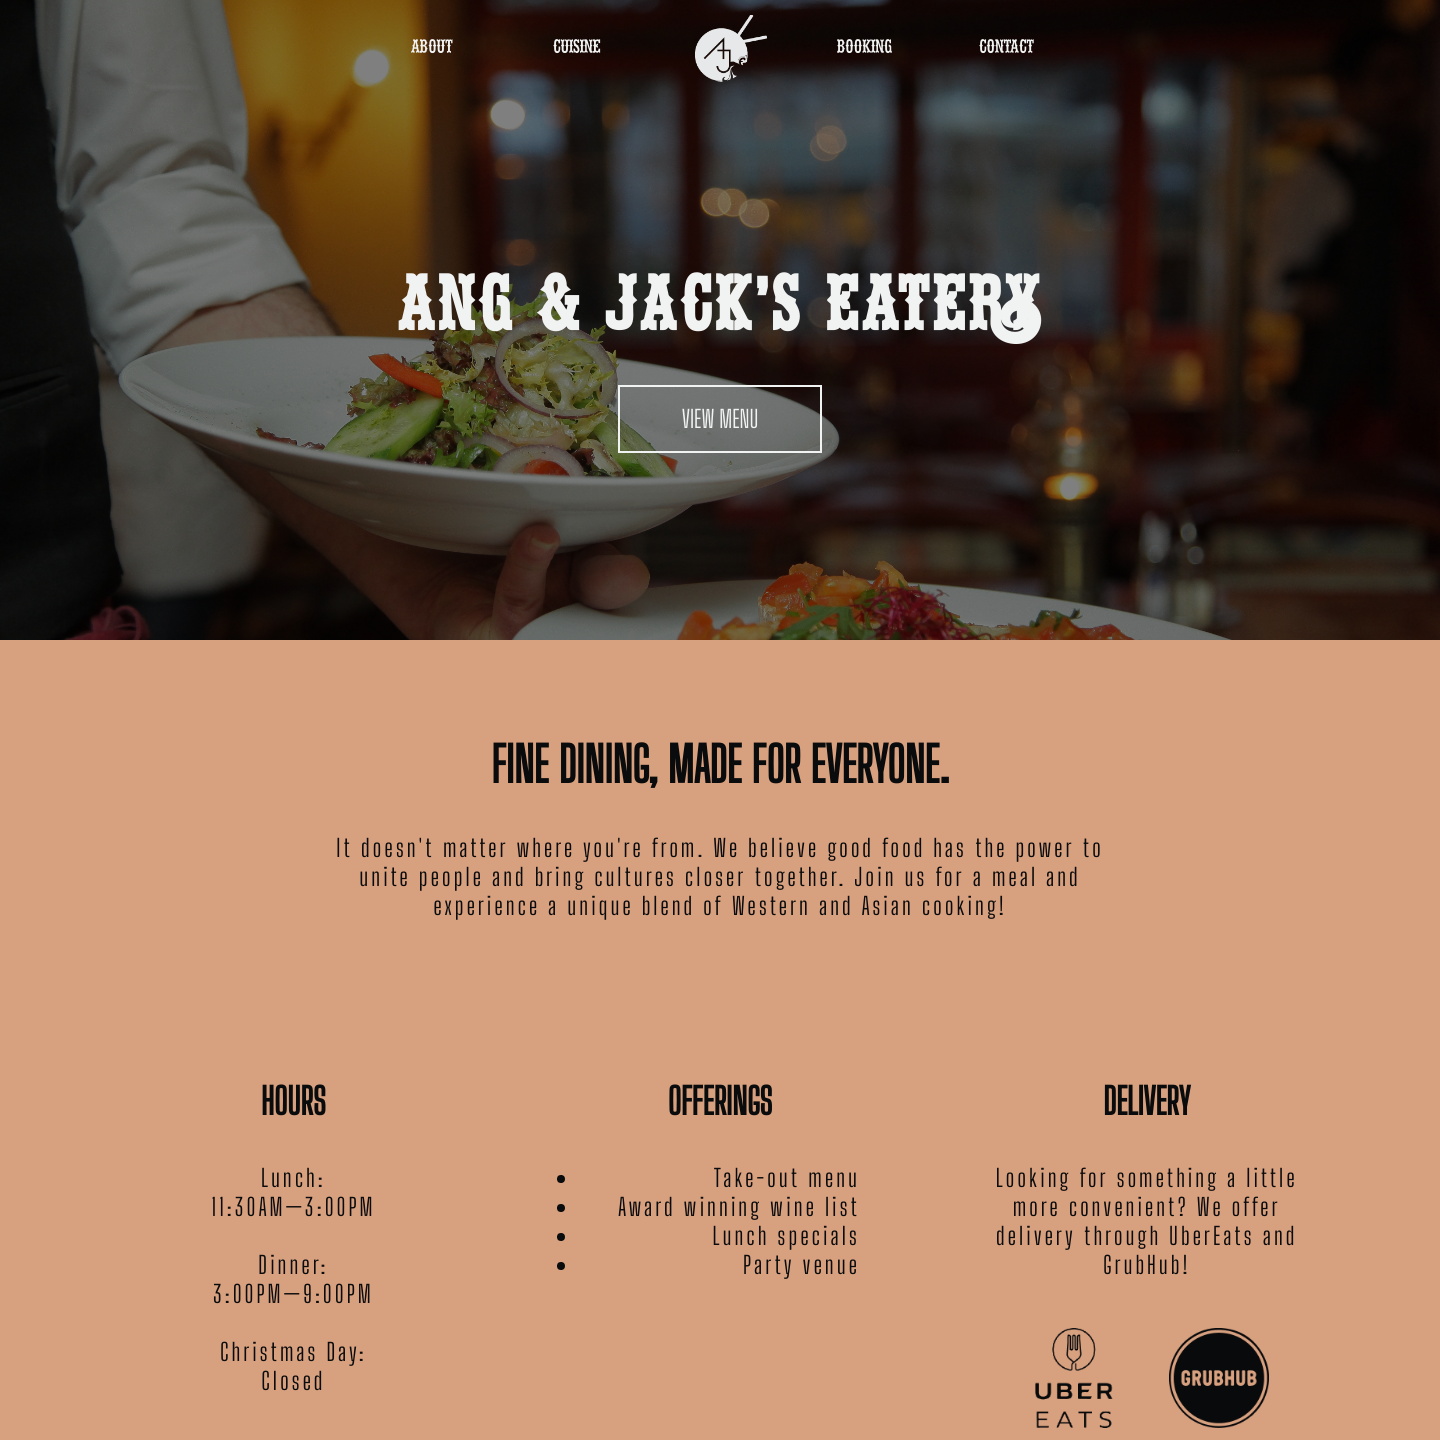 ABOUT
CUISINE
AJ
BOOKING
CONTACT
ANG & JACK'S EATERY
VIEW MENU
FINE DINING, MADE FOR EVERYONE.
It doesn't matter where you're from. We believe good food has the power to
unite people and bring cultures closer together. Join us for a meal and
experience a unique blend of Western and Asian cooking!
HOURS
Lunch:
11:30AM—3:00PM
Dinner:
3:00PM—9:00PM
Christmas Day:
Closed
OFFERINGS
Take-out menu
Award winning wine list
Lunch specials
Party venue
DELIVERY
Looking for something a little
more convenient? We offer
delivery through UberEats and
GrubHub!
UBER
EATS
GRUBHUB